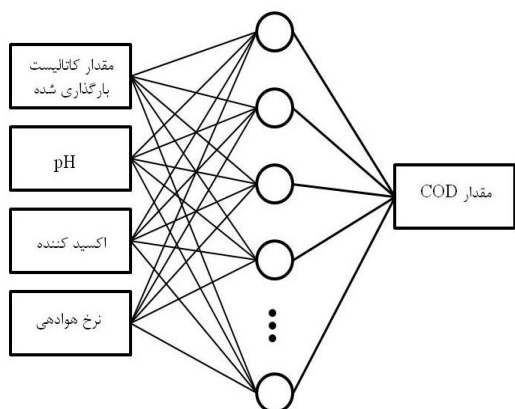 مقدار کاتالیست
بارگذاری شده
pH
اکسید کننده
نرخ هوادهی
مقدار COD